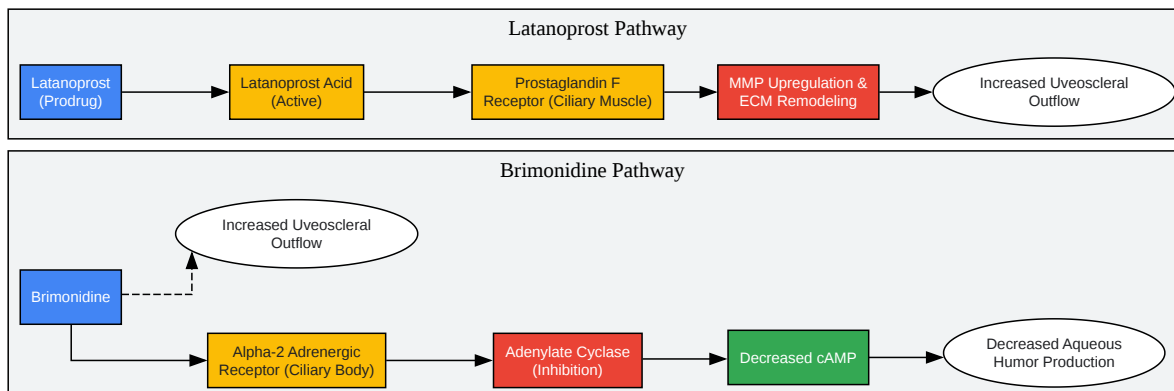 Latanoprost Pathway
Latanoprost
(Prodrug)
Latanoprost Acid
(Active)
Prostaglandin F
Receptor (Ciliary Muscle)
MMP Upregulation &
ECM Remodeling
Increased Uveoscleral
Outflow
Brimonidine Pathway
Increased Uveoscleral
Outflow
Brimonidine
Alpha-2 Adrenergic
Receptor (Ciliary Body)
Adenylate Cyclase
(Inhibition)
Decreased cAMP
Decreased Aqueous
Humor Production